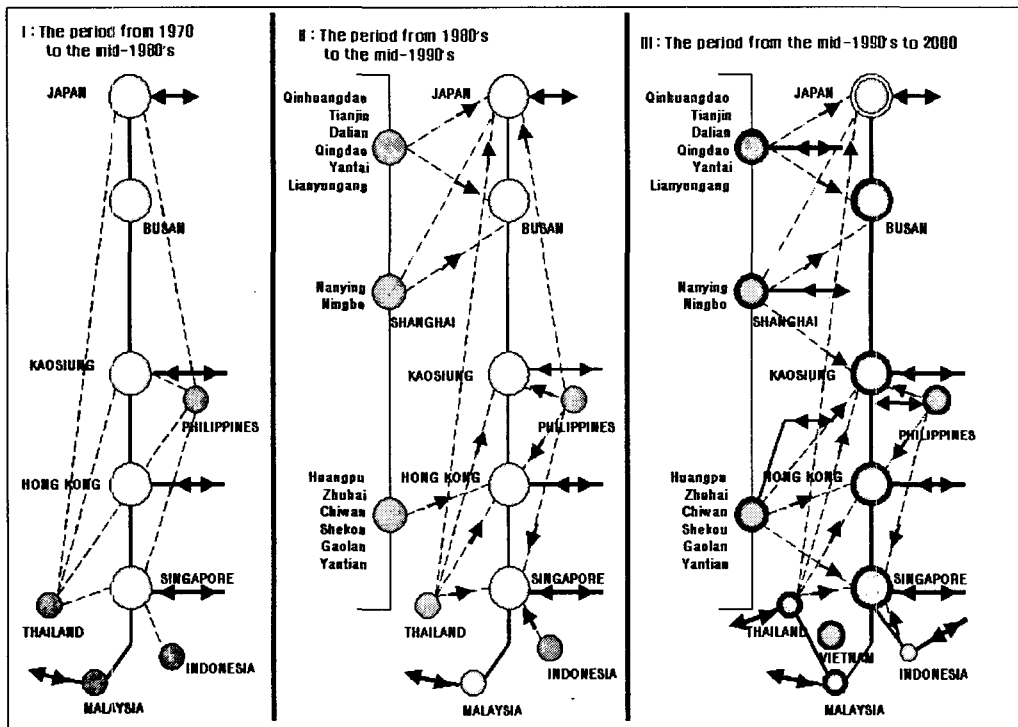 I : The period from 1970
to the mid-1980's
JAPAN
BUSAN
KAOSIUNG
PHILIPPINES
HONG KONG
SINGAPORE
THAILAND
INDONESIA
MALAYSIA
II : The period from 1980's
to the mid-1990's
Qinhuangdao
Tianjin
Dalian
Qingdao
Yantai
Lianyungang
JAPAN
BUSAN
Nanying
Ningbo
SHANGHAI
KAOSIUNG
PHILIPPINES
Huangpu
Zhuhai
Chiwan
Shekou
Gaolan
Yantian
HONG KONG
SINGAPORE
THAILAND
INDONESIA
MALAYSIA
III : The period from the mid-1990's to 2000
Qinhuangdao
Tianjin
Dalian
Qingdao
Yantai
Lianyungang
JAPAN
BUSAN
Nanying
Ningbo
SHANGHAI
KAOSIUNG
PHILIPPINES
Huangpu
Zhuhai
Chiwan
Shekou
Gaolan
Yantian
HONG KONG
SINGAPORE
THAILAND
VIETNAM
INDONESIA
MALAYSIA